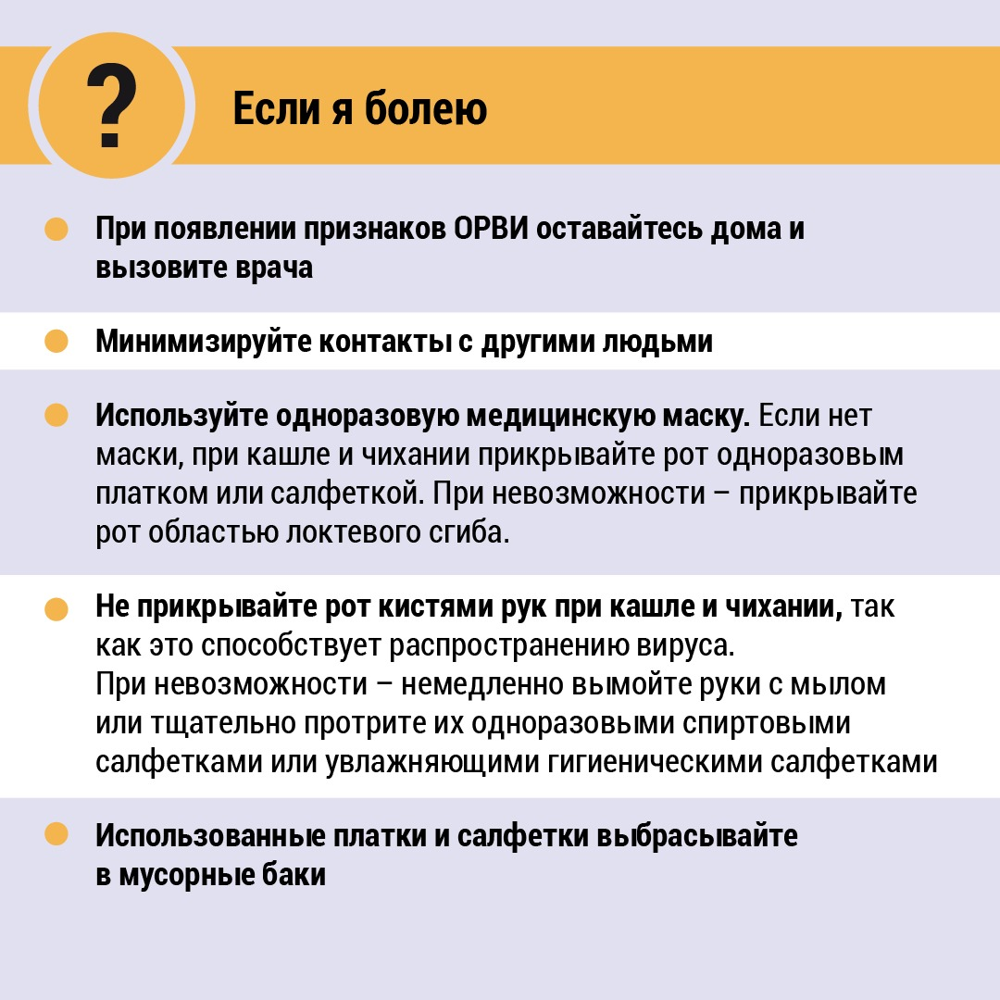 ?
Если я болею
При появлении признаков ОРВИ оставайтесь дома и
вызовите врача
Минимизируйте контакты с другими людьми
Используйте одноразовую медицинскую маску. Если нет
маски, при кашле и чихании прикрывайте рот одноразовым
платком или салфеткой. При невозможности – прикрывайте
рот областью локтевого сгиба.
Не прикрывайте рот кистями рук при кашле и чихании, так
как это способствует распространению вируса.
При невозможности – немедленно вымойте руки с мылом
или тщательно протрите их одноразовыми спиртовыми
салфетками или увлажняющими гигиеническими салфетками
Использованные платки и салфетки выбрасывайте
в мусорные баки